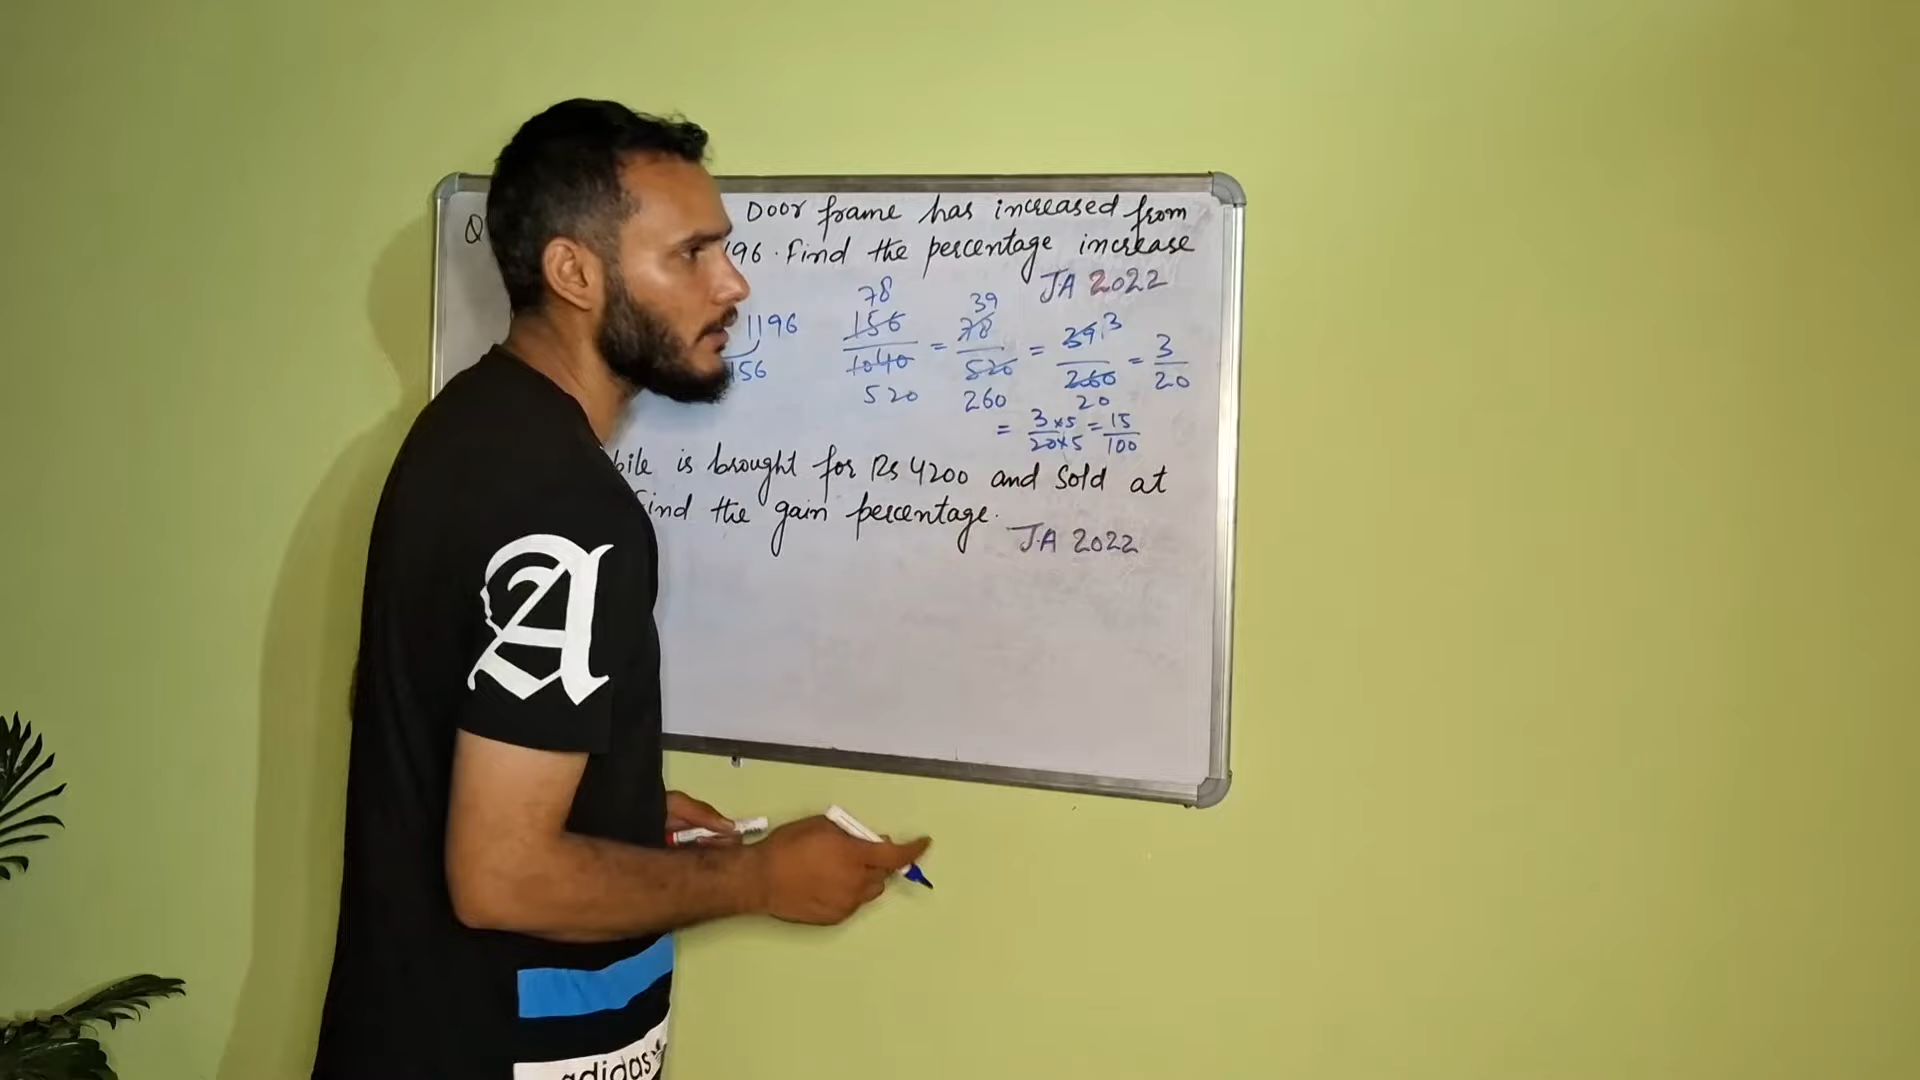 Q
Door frame has increased from
196. find the percentage increase
JA 2022
1196
156
78
156/1040 = 78/520 = 39/260 = 3/20
520
39
260
3
20
= 3×5/20×5 = 15/100
bile is brought for Rs 4200 and Sold at
ind the gain percentage.
J.A 2022
A
adidas